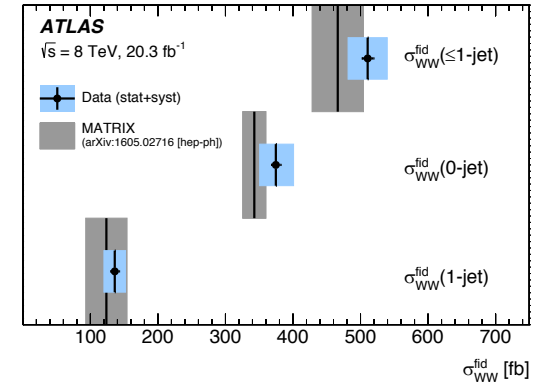 ATLAS
√s = 8 TeV, 20.3 fb⁻¹
Data (stat+syst)
MATRIX
(arXiv:1605.02716 [hep-ph])
σ^fid_WW(≤1-jet)
σ^fid_WW(0-jet)
σ^fid_WW(1-jet)
100 200 300 400 500 600 700
σ^fid_WW [fb]